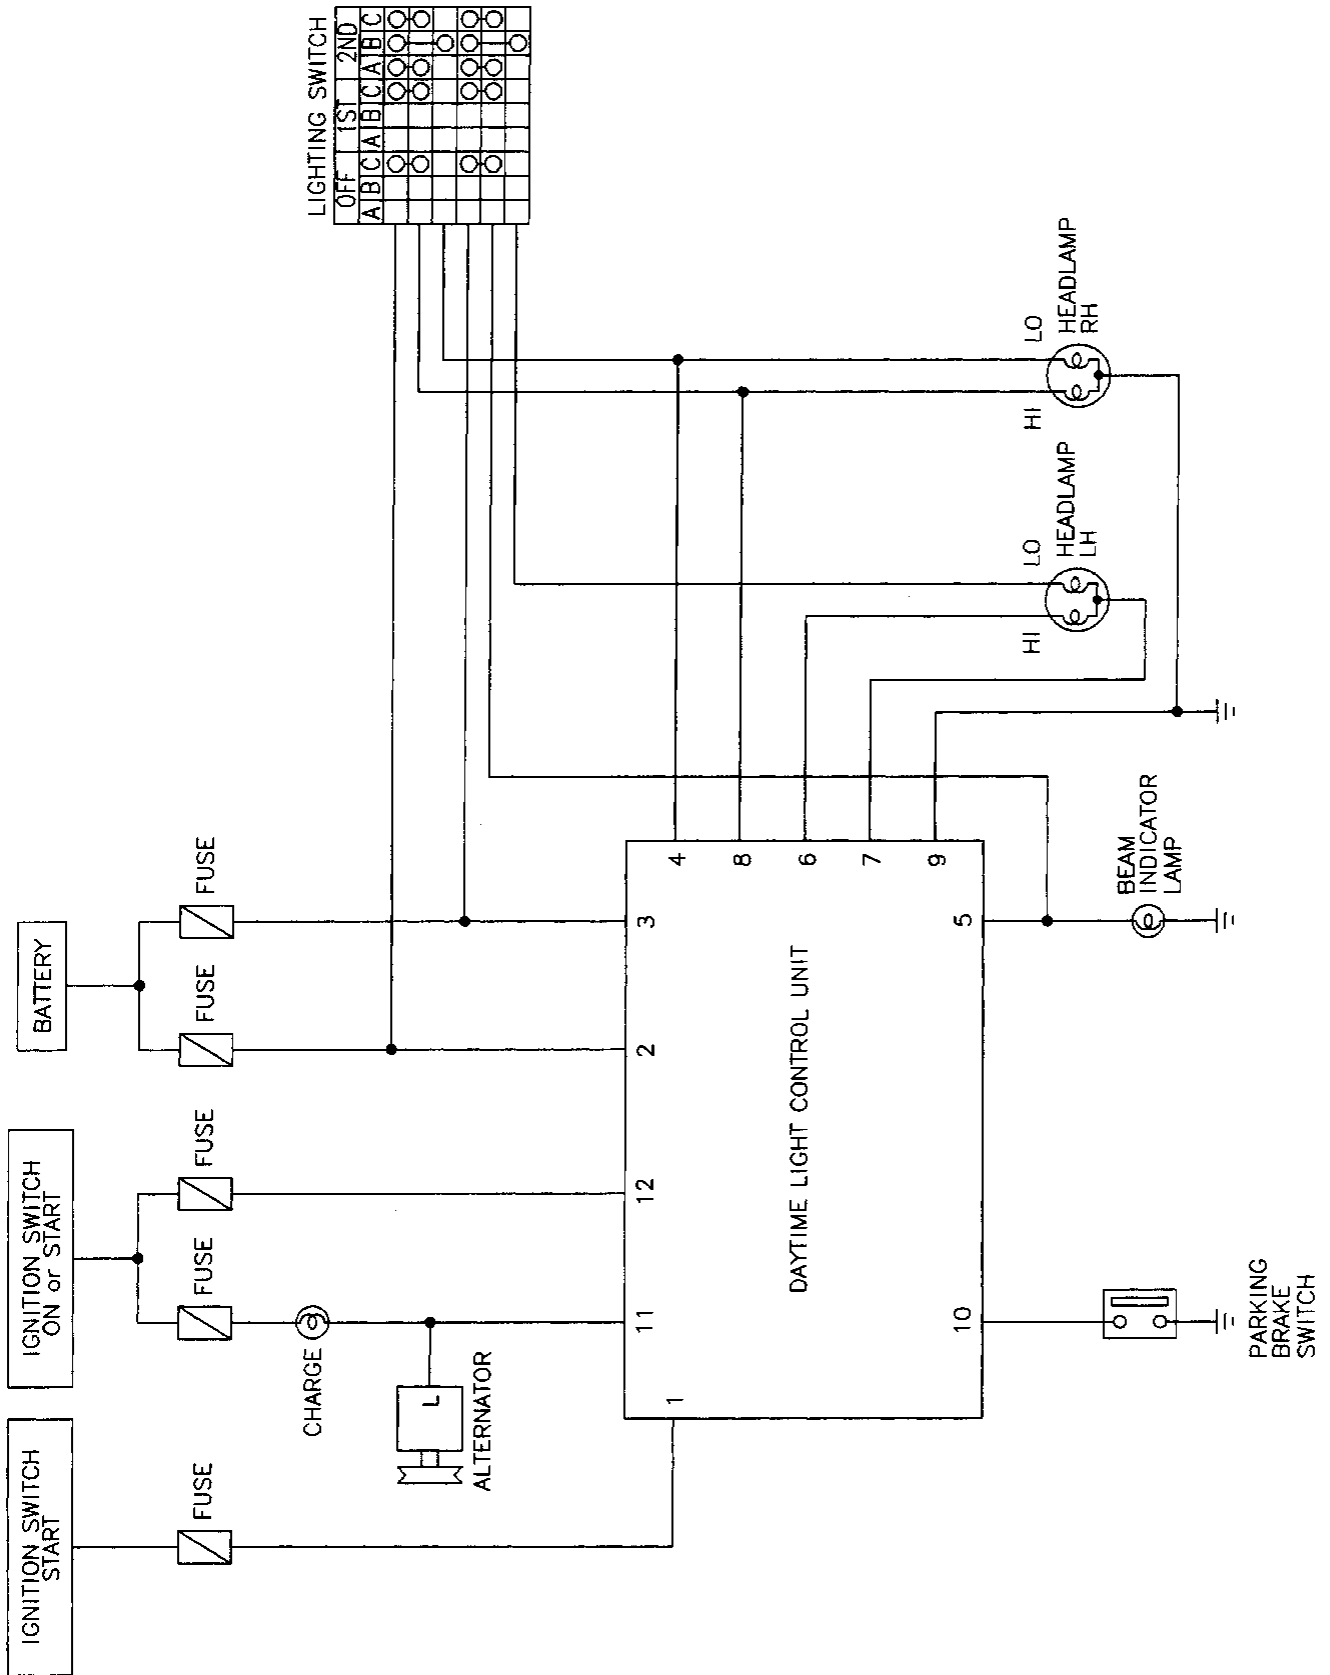 IGNITION SWITCH
START
IGNITION SWITCH
ON or START
BATTERY
FUSE
FUSE
FUSE
FUSE
FUSE
CHARGE
L
ALTERNATOR
LIGHTING SWITCH
OFF 1ST 2ND
A B C A B C A B C
1
11
12
2
3
DAYTIME LIGHT CONTROL UNIT
10
5
9
7
6
8
4
PARKING
BRAKE
SWITCH
BEAM
INDICATOR
LAMP
HI
LO
HEADLAMP
LH
HI
LO
HEADLAMP
RH